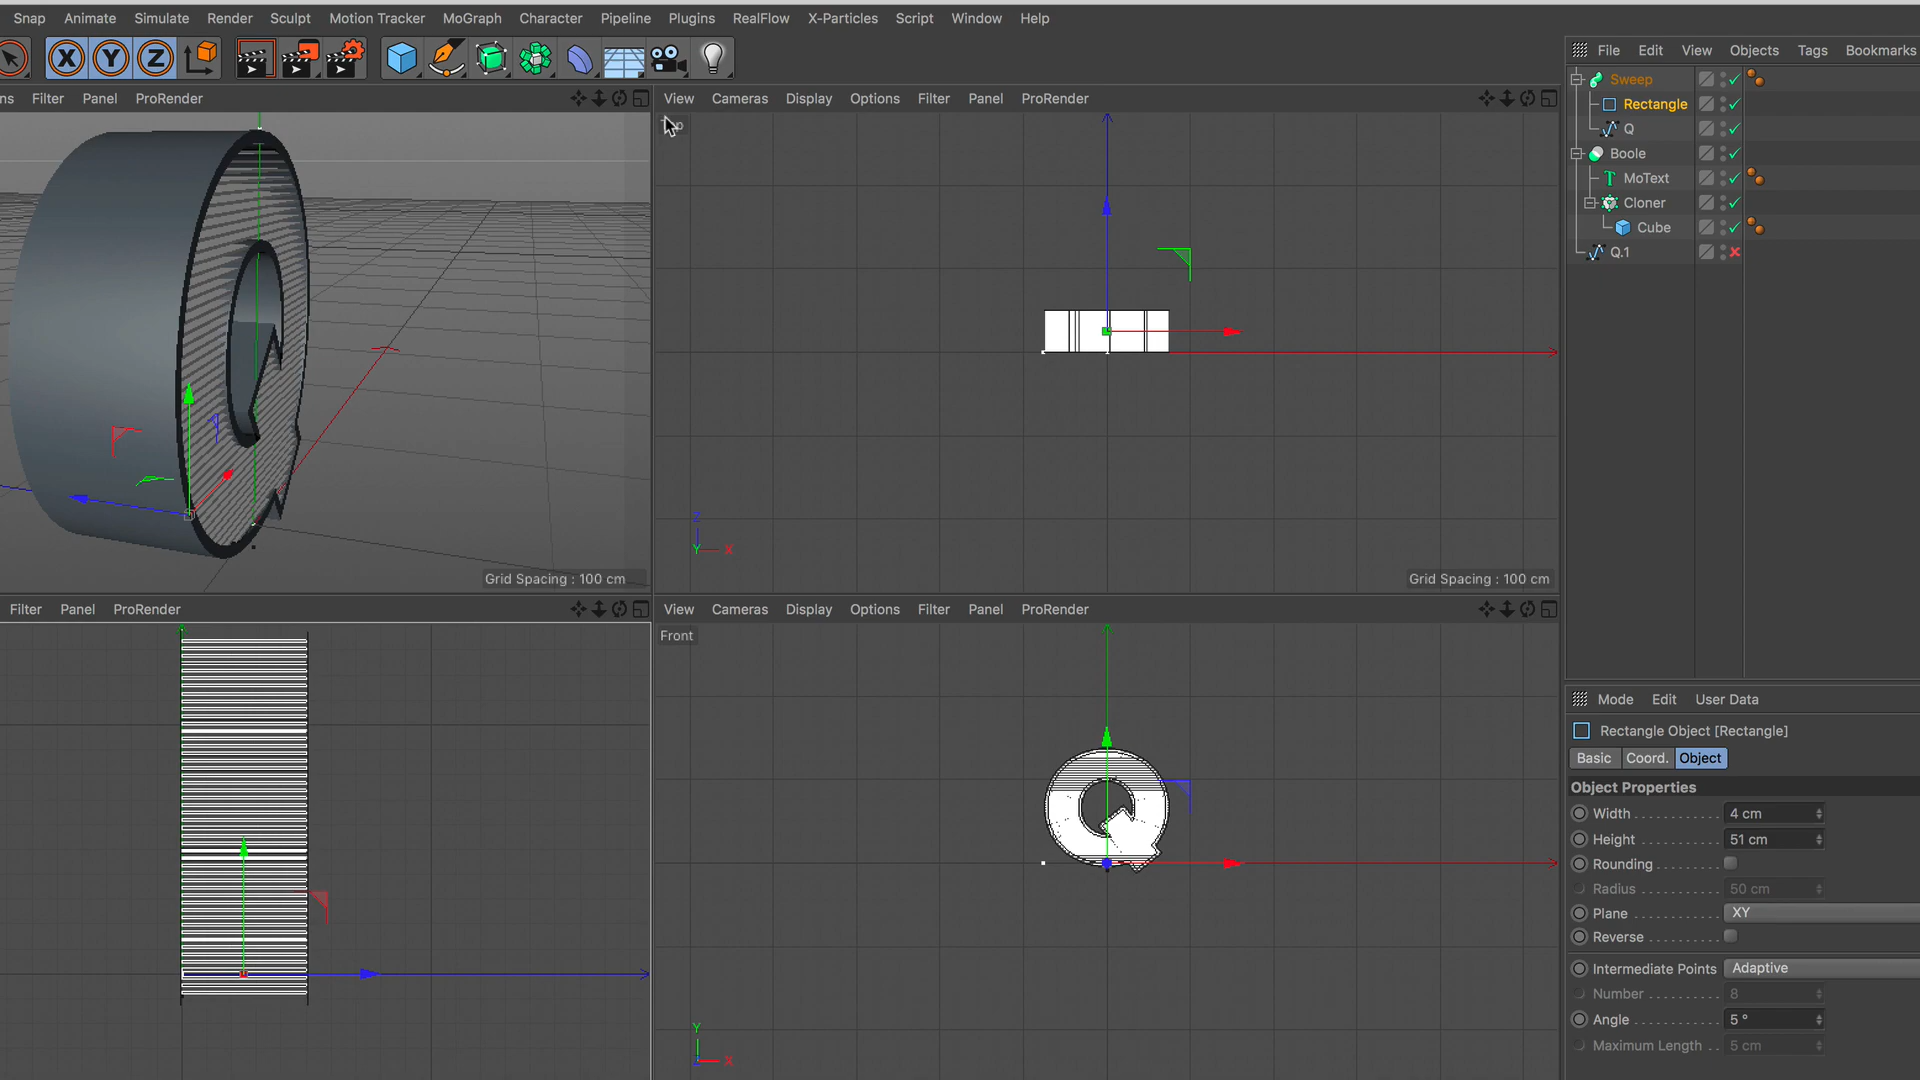 Snap Animate Simulate Render Sculpt Motion Tracker MoGraph Character Pipeline Plugins RealFlow X-Particles Script Window Help
File Edit View Objects Tags Bookmarks
X Y Z
Sweep
Rectangle
Q
Boole
MoText
Cloner
Cube
Q.1
ns Filter Panel ProRender
Grid Spacing : 100 cm
View Cameras Display Options Filter Panel ProRender
Z
Y X
Grid Spacing : 100 cm
Filter Panel ProRender
View Cameras Display Options Filter Panel ProRender
Front
Y
Z X
Mode Edit User Data
Rectangle Object [Rectangle]
Basic Coord. Object
Object Properties
Width 4 cm
Height 51 cm
Rounding
Radius 50 cm
Plane XY
Reverse
Intermediate Points Adaptive
Number 8
Angle 5 °
Maximum Length 5 cm